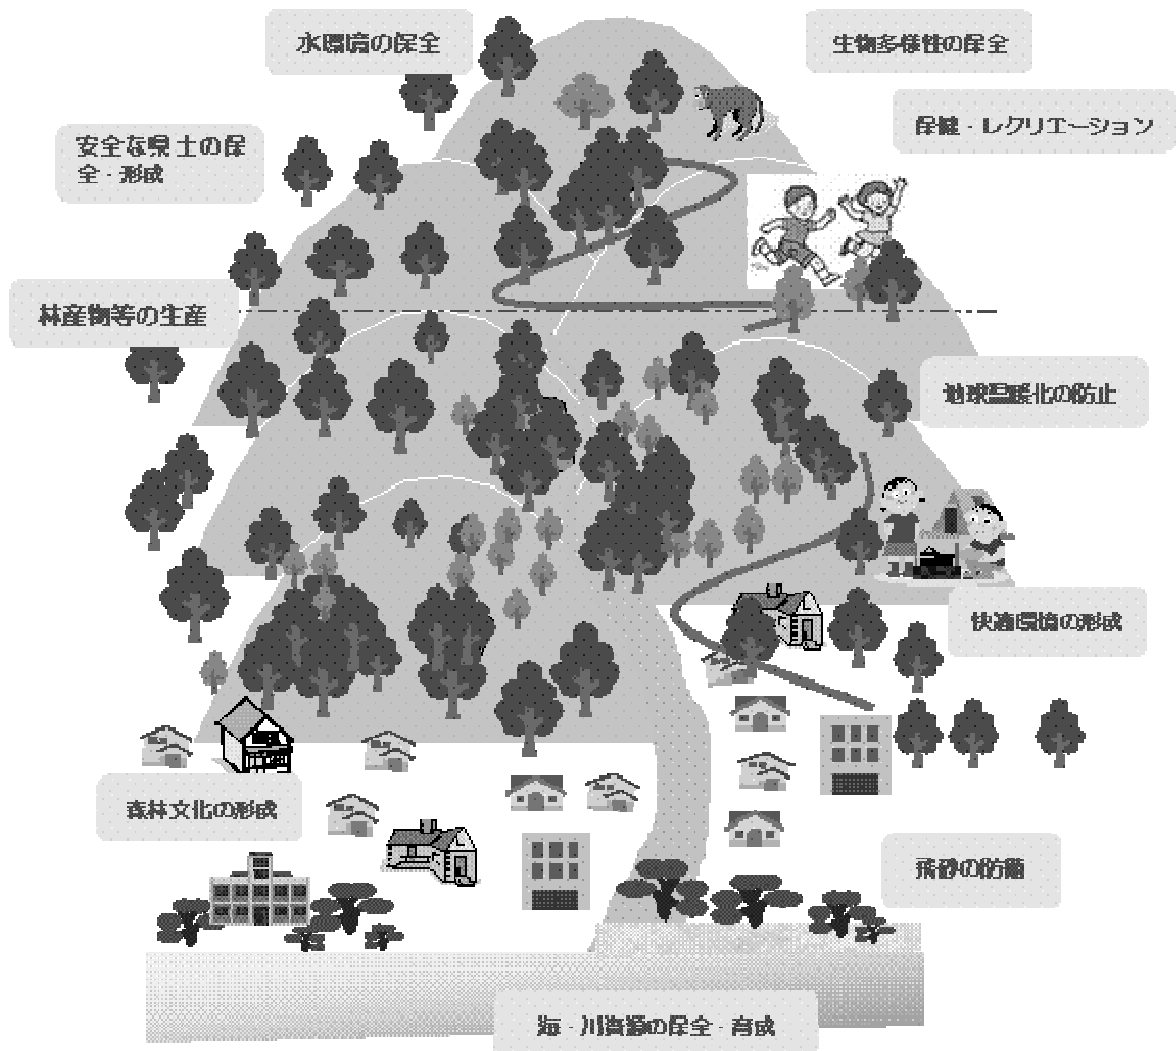 水環境の保全
生物多様性の保全
保健・レクリエーション
安全な県土の保
全・形成
林産物等の生産
地球温暖化の防止
快適環境の形成
森林文化の形成
飛砂の防備
海・川資源の保全・育成